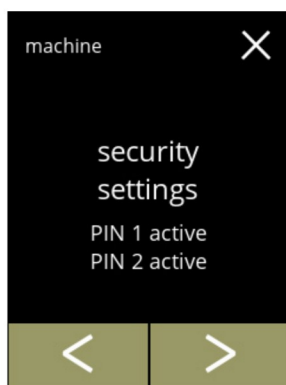 machine
security
settings
PIN 1 active
PIN 2 active